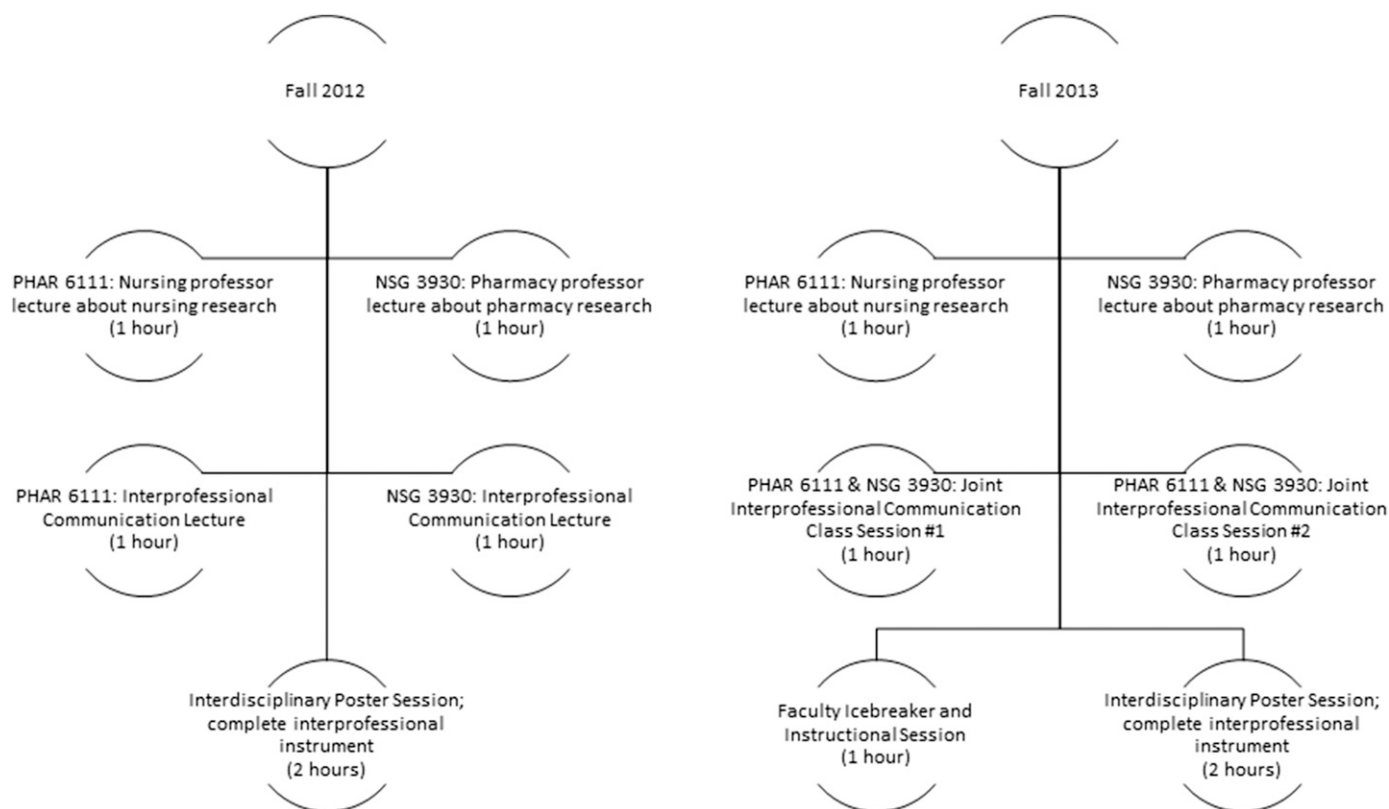 Fall 2012
PHAR 6111: Nursing professor
lecture about nursing research
(1 hour)
NSG 3930: Pharmacy professor
lecture about pharmacy research
(1 hour)
PHAR 6111: Interprofessional
Communication Lecture
(1 hour)
NSG 3930: Interprofessional
Communication Lecture
(1 hour)
Interdisciplinary Poster Session;
complete interprofessional
instrument
(2 hours)
Fall 2013
PHAR 6111: Nursing professor
lecture about nursing research
(1 hour)
NSG 3930: Pharmacy professor
lecture about pharmacy research
(1 hour)
PHAR 6111 & NSG 3930: Joint
Interprofessional Communication
Class Session #1
(1 hour)
PHAR 6111 & NSG 3930: Joint
Interprofessional Communication
Class Session #2
(1 hour)
Faculty Icebreaker and
Instructional Session
(1 hour)
Interdisciplinary Poster Session;
complete interprofessional
instrument
(2 hours)